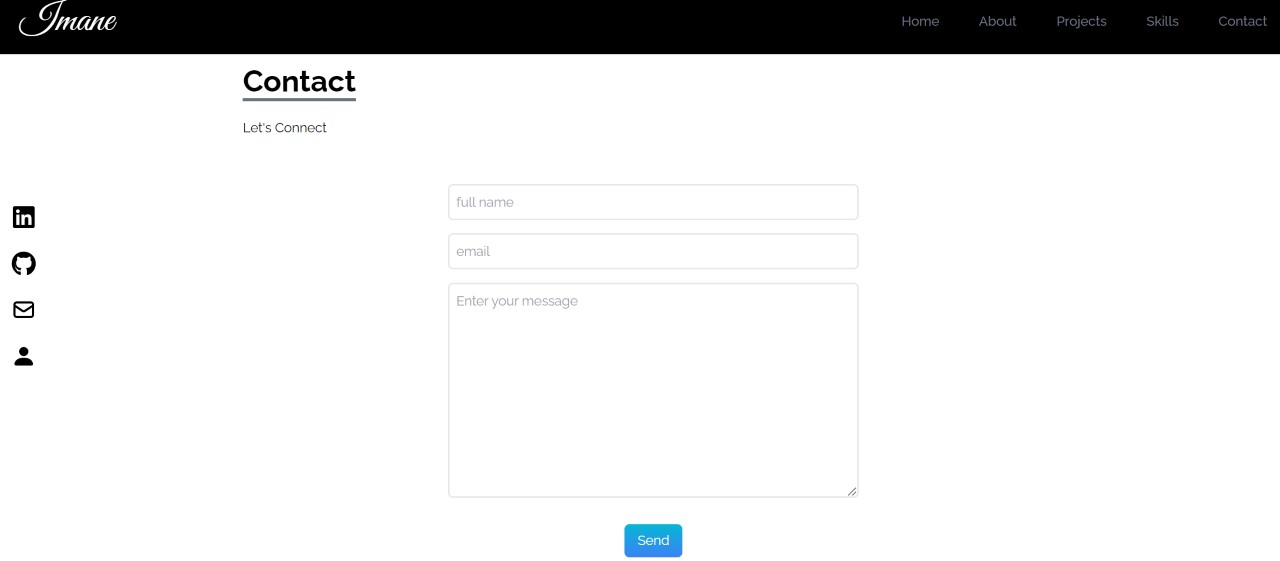 Imane
Home About Projects Skills Contact
Contact
Let's Connect
full name
email
Enter your message
Send